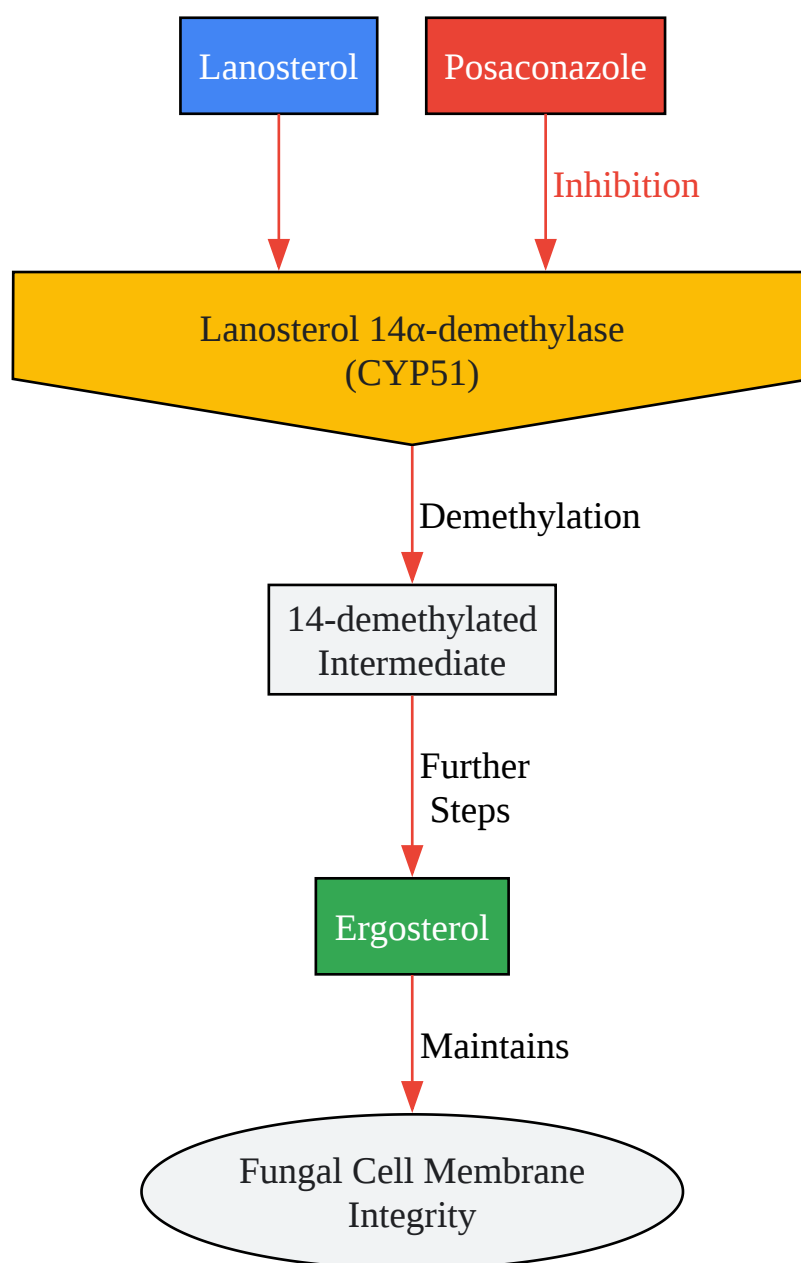 Lanosterol
Posaconazole
Inhibition
Lanosterol 14α-demethylase
(CYP51)
Demethylation
14-demethylated
Intermediate
Further
Steps
Ergosterol
Maintains
Fungal Cell Membrane
Integrity